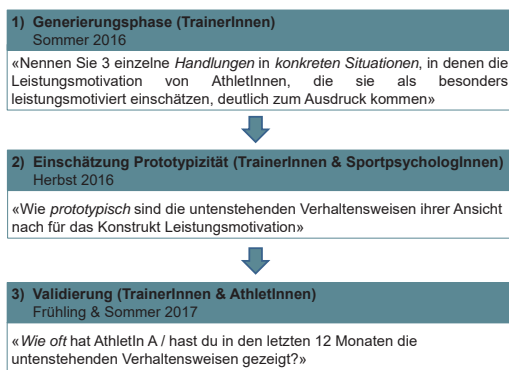 1) Generierungsphase (TrainerInnen)
Sommer 2016
«Nennen Sie 3 einzelne Handlungen in konkreten Situationen, in denen die
Leistungsmotivation von AthletInnen, die sie als besonders
leistungsmotiviert einschätzen, deutlich zum Ausdruck kommen»
2) Einschätzung Prototypizität (TrainerInnen & SportpsychologInnen)
Herbst 2016
«Wie prototypisch sind die untenstehenden Verhaltensweisen ihrer Ansicht
nach für das Konstrukt Leistungsmotivation»
3) Validierung (TrainerInnen & AthletInnen)
Frühling & Sommer 2017
«Wie oft hat AthletIn A / hast du in den letzten 12 Monaten die
untenstehenden Verhaltensweisen gezeigt?»